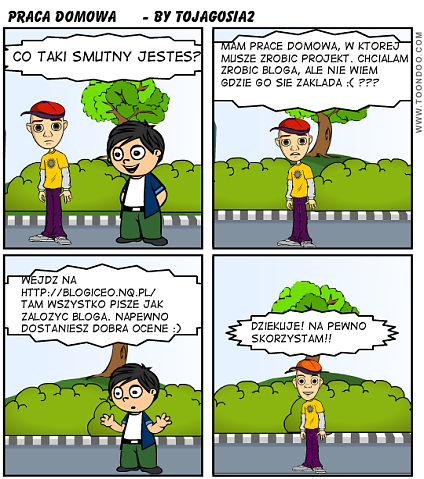 PRACA DOMOWA - BY TOJAGOSIA2
CO TAKI SMUTNY JESTES?
MAM PRACE DOMOWA, W KTOREJ
MUSZE ZROBIC PROJEKT. CHCIALAM
ZROBIC BLOGA, ALE NIE WIEM
GDZIE GO SIE ZAKLADA :( ???
WWW.TOONDOO.COM
WEJDZ NA
HTTP://BLOGICEO.NQ.PL/
TAM WSZYSTKO PISZE JAK
ZALOZYC BLOGA. NAPEWNO
DOSTANIESZ DOBRA OCENE :)
DZIEKUJE! NA PEWNO
SKORZYSTAM!!